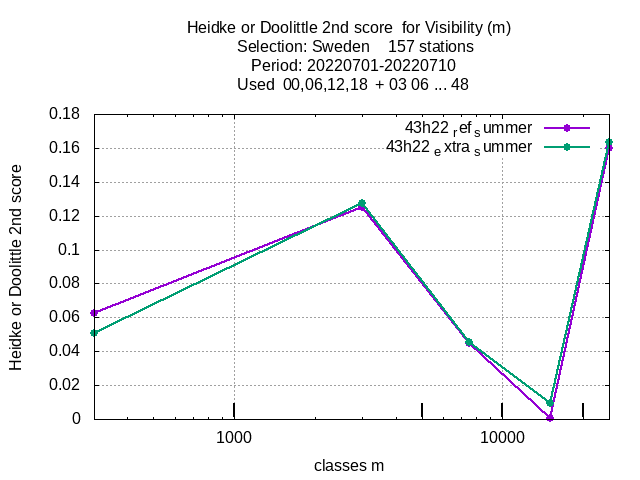 Heidke or Doolittle 2nd score for Visibility (m)
Selection: Sweden 157 stations
Period: 20220701-20220710
Used 00,06,12,18 + 03 06 ... 48
43h22 ref summer
43h22 extra summer
0.18
0.16
0.14
0.12
0.1
0.08
0.06
0.04
0.02
0
Heidke or Doolittle 2nd score
1000
10000
classes m